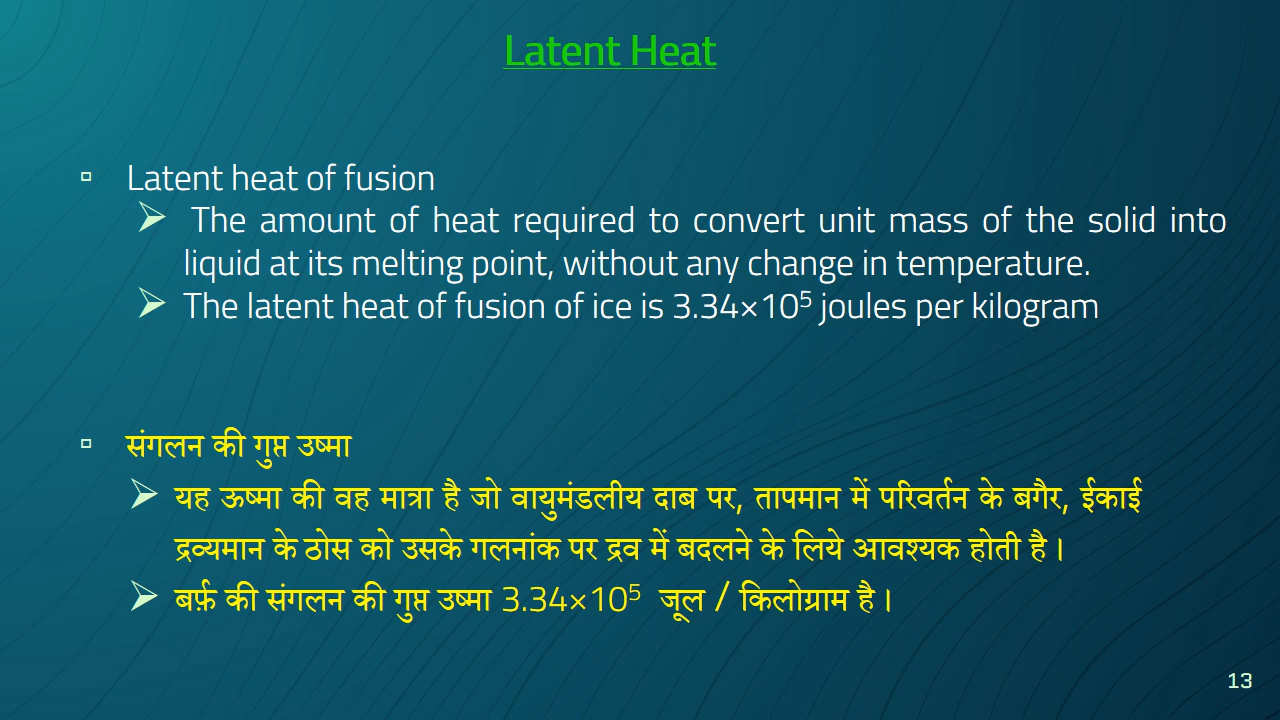 Latent Heat
▫ Latent heat of fusion
➢ The amount of heat required to convert unit mass of the solid into
liquid at its melting point, without any change in temperature.
➢ The latent heat of fusion of ice is 3.34×10⁵ joules per kilogram
▫ संगलन की गुप्त उष्मा
➢ यह ऊष्मा की वह मात्रा है जो वायुमंडलीय दाब पर, तापमान में परिवर्तन के बगैर, ईकाई
द्रव्यमान के ठोस को उसके गलनांक पर द्रव में बदलने के लिये आवश्यक होती है।
➢ बर्फ़ की संगलन की गुप्त उष्मा 3.34×10⁵ जूल / किलोग्राम है।
13